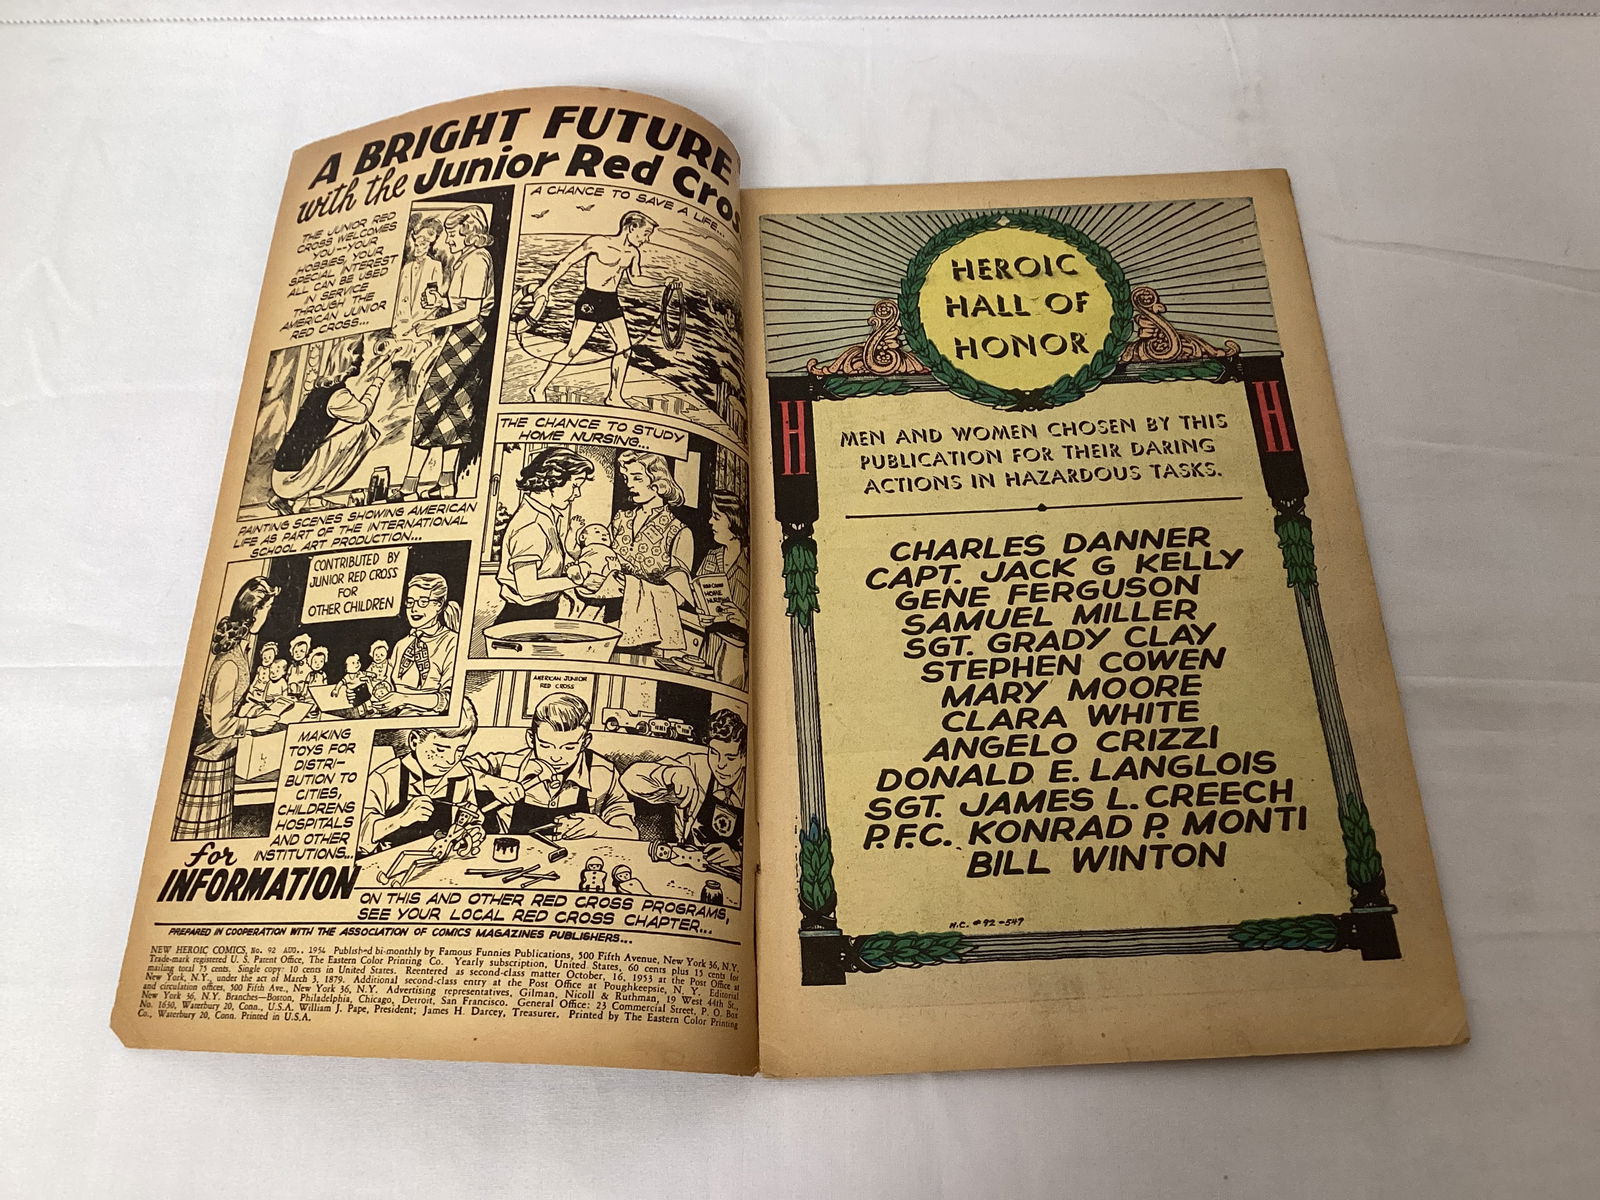 A BRIGHT FUTURE
with the Junior Red Cross
THE JUNIOR RED
CROSS WELCOMES
YOU--YOUR
HOBBIES, YOUR
SPECIAL INTEREST
ALL CAN BE USED
IN SERVICE
THROUGH THE
AMERICAN JUNIOR
RED CROSS...
A CHANCE TO SAVE A LIFE...
PAINTING SCENES SHOWING AMERICAN
LIFE AS PART OF THE INTERNATIONAL
SCHOOL ART PRODUCTION...
THE CHANCE TO STUDY
HOME NURSING...
RED CROSS
HOME
NURSING
CONTRIBUTED BY
JUNIOR RED CROSS
FOR
OTHER CHILDREN
AMERICAN JUNIOR
RED CROSS
MAKING
TOYS FOR
DISTRI-
BUTION TO
CITIES,
CHILDRENS
HOSPITALS
AND OTHER
INSTITUTIONS...
for
INFORMATION
ON THIS AND OTHER RED CROSS PROGRAMS,
SEE YOUR LOCAL RED CROSS CHAPTER...
PREPARED IN COOPERATION WITH THE ASSOCIATION OF COMICS MAGAZINES PUBLISHERS...
NEW HEROIC COMICS, No. 92 AUG., 1954 Published bi-monthly by Famous Funnies Publications, 500 Fifth Avenue, New York 36, N.Y.
Trade-mark registered U. S. Patent Office, The Eastern Color Printing Co. Yearly subscription, United States, 60 cents plus 15 cents for
mailing total 75 cents. Single copy: 10 cents in United States. Reentered as second-class matter October, 16, 1953 at the Post Office at
New York, N.Y., under the act of March 3, 1879. Additional second-class entry at the Post Office at Poughkeepsie, N. Y. Editorial
and circulation offices, 500 Fifth Ave., New York 36, N.Y. Advertising representatives, Gilman, Nicoll & Ruthman, 19 West 44th St.,
New York 36, N.Y. Branches—Boston, Philadelphia, Chicago, Detroit, San Francisco. General Office: 23 Commercial Street, P. O. Box
No. 1630, Waterbury 20, Conn., U.S.A. William J. Pape, President; James H. Darcey, Treasurer. Printed by The Eastern Color Printing
Co., Waterbury 20, Conn. Printed in U.S.A.
HEROIC
HALL OF
HONOR
H
H
MEN AND WOMEN CHOSEN BY THIS
PUBLICATION FOR THEIR DARING
ACTIONS IN HAZARDOUS TASKS.
CHARLES DANNER
CAPT. JACK G KELLY
GENE FERGUSON
SAMUEL MILLER
SGT. GRADY CLAY
STEPHEN COWEN
MARY MOORE
CLARA WHITE
ANGELO CRIZZI
DONALD E. LANGLOIS
SGT. JAMES L. CREECH
P.F.C. KONRAD P. MONTI
BILL WINTON
H.C. #92-547